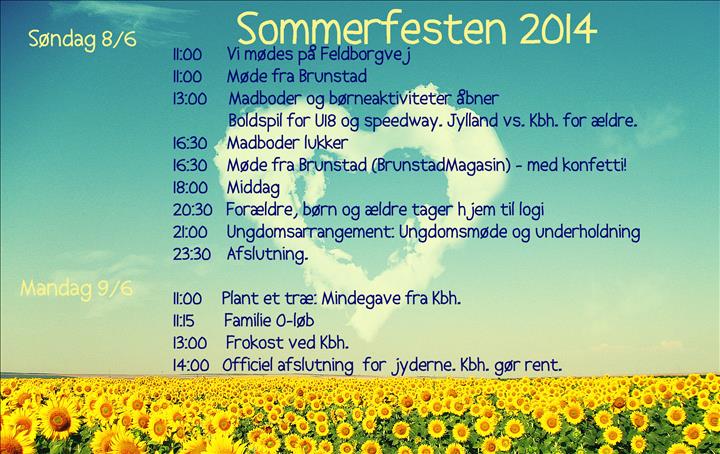 Sommerfesten 2014
Søndag 8/6
11:00 Vi mødes på Feldborgvej
11:00 Møde fra Brunstad
13:00 Madboder og børneaktiviteter åbner
Boldspil for U18 og speedway. Jylland vs. Kbh. for ældre.
16:30 Madboder lukker
16:30 Møde fra Brunstad (BrunstadMagasin) - med konfetti!
18:00 Middag
20:30 Forældre, børn og ældre tager hjem til logi
21:00 Ungdomsarrangement: Ungdomsmøde og underholdning
23:30 Afslutning.
Mandag 9/6
11:00 Plant et træ: Mindegave fra Kbh.
11:15 Familie O-løb
13:00 Frokost ved Kbh.
14:00 Officiel afslutning for jyderne. Kbh. gør rent.